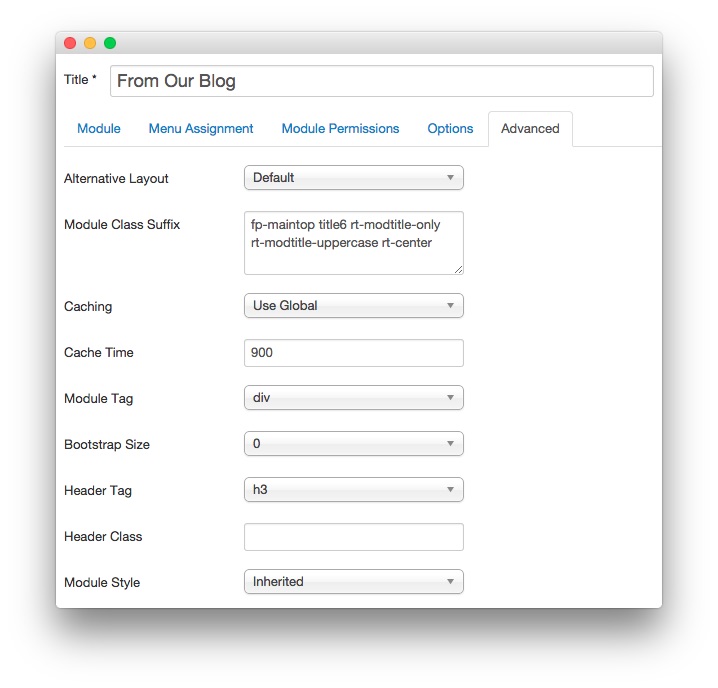 Title * From Our Blog
Module Menu Assignment Module Permissions Options Advanced
Alternative Layout Default
Module Class Suffix fp-maintop title6 rt-modtitle-only
rt-modtitle-uppercase rt-center
Caching Use Global
Cache Time 900
Module Tag div
Bootstrap Size 0
Header Tag h3
Header Class
Module Style Inherited